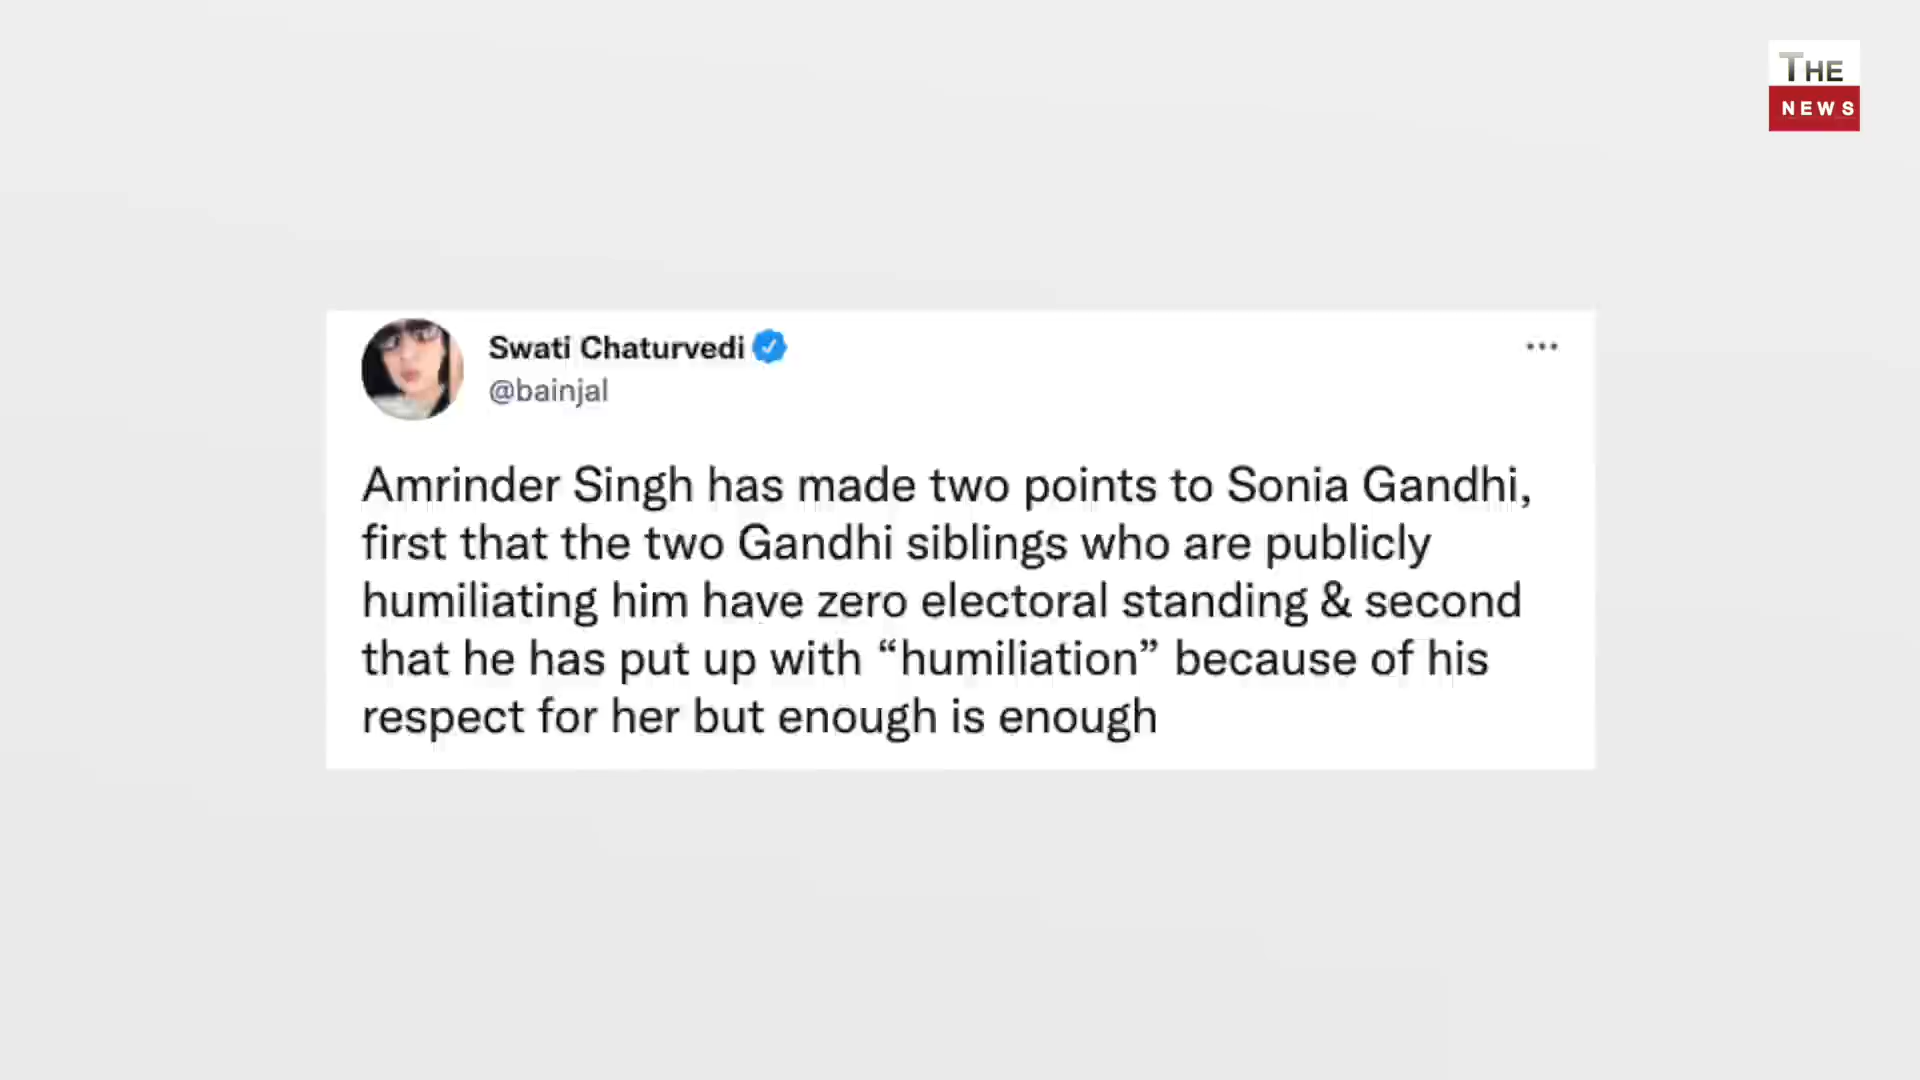 THE
NEWS
Swati Chaturvedi
@bainjal
Amrinder Singh has made two points to Sonia Gandhi,
first that the two Gandhi siblings who are publicly
humiliating him have zero electoral standing & second
that he has put up with “humiliation” because of his
respect for her but enough is enough